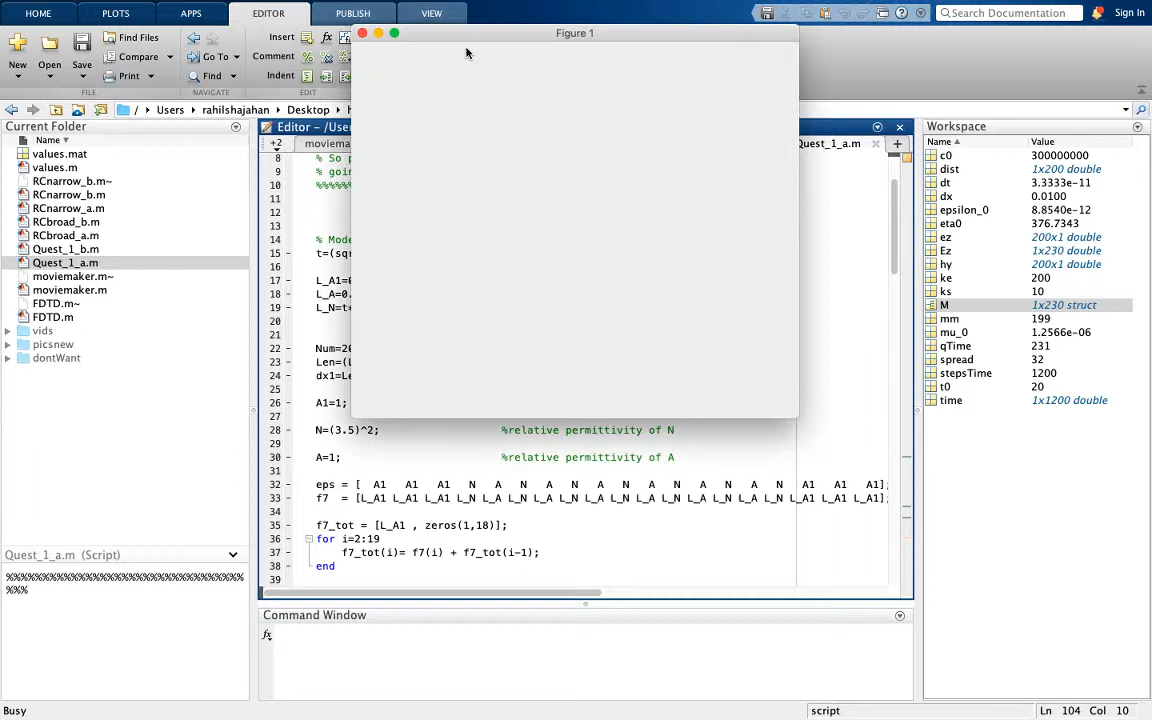 HOME PLOTS APPS EDITOR PUBLISH VIEW Search Documentation Sign In
New Open Save Find Files Compare Print Insert Comment Indent Go To Find
FILE NAVIGATE EDIT
Figure 1
/ Users rahilshajahan Desktop
Current Folder
Name
values.mat
values.m
RCnarrow_b.m~
RCnarrow_b.m
RCnarrow_a.m
RCbroad_b.m
RCbroad_a.m
Quest_1_b.m
Quest_1_a.m
moviemaker.m~
moviemaker.m
FDTD.m~
FDTD.m
vids
picsnew
dontWant
Quest_1_a.m (Script)
%%%%%%%%%%%%%%%%%%%%%%%%%%%%%%
%%%
Busy
Editor – /Use
+2 moviema Quest_1_a.m
8 % So p
9 % goin
10 %%%%%%
11
12
13
14 % Mode
15 t=(sqr
16
17 L_A1=0
18 L_A=0.
19 L_N=t*
20
21
22 Num=20
23 Len=(L
24 dx1=Le
25
26 A1=1;
27
28 N=(3.5)^2; %relative permittivity of N
29
30 A=1; %relative permittivity of A
31
32 eps = [ A1 A1 A1 N A N A N A N A N A N A N A1 A1 A1];
33 f7 = [L_A1 L_A1 L_A1 L_N L_A L_N L_A L_N L_A L_N L_A L_N L_A L_N L_A L_N L_A1 L_A1 L_A1];
34
35 f7_tot = [L_A1 , zeros(1,18)];
36 for i=2:19
37 f7_tot(i)= f7(i) + f7_tot(i-1);
38 end
39
Command Window
fx
Workspace
Name Value
c0 300000000
dist 1x200 double
dt 3.3333e-11
dx 0.0100
epsilon_0 8.8540e-12
eta0 376.7343
ez 200x1 double
Ez 1x230 double
hy 200x1 double
ke 200
ks 10
M 1x230 struct
mm 199
mu_0 1.2566e-06
qTime 231
spread 32
stepsTime 1200
t0 20
time 1x1200 double
script Ln 104 Col 10